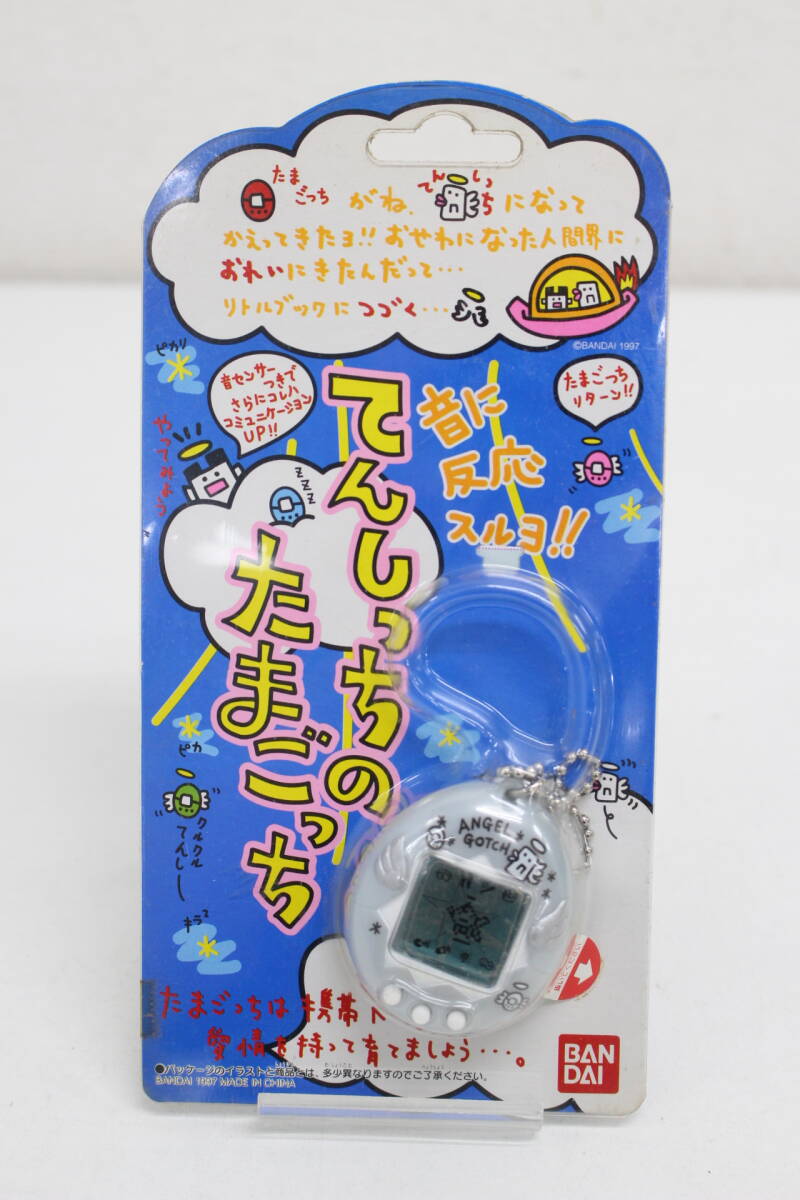 たまごっち がね、てんしっちになって
かえってきたヨ!! おせわになった人間界に
おれいにきたんだって…
リトルブックに つづく…
©BANDAI 1997
ピカリ
音センサー
つきで
さらにコレハ
コミュニケーション
UP!!
たまごっち
リターン!!
やってみよう
zzz
音に
反応
スルヨ!!
てんしっちの
たまごっち
ピカ
クルクル
てんしー
キラ
ANGEL
GOTCH
たまごっちは 携帯
愛情を持って育てましょう…。
●パッケージのイラストと商品とは、多少異なりますのでご了承ください。
BANDAI 1997 MADE IN CHINA
BAN
DAI